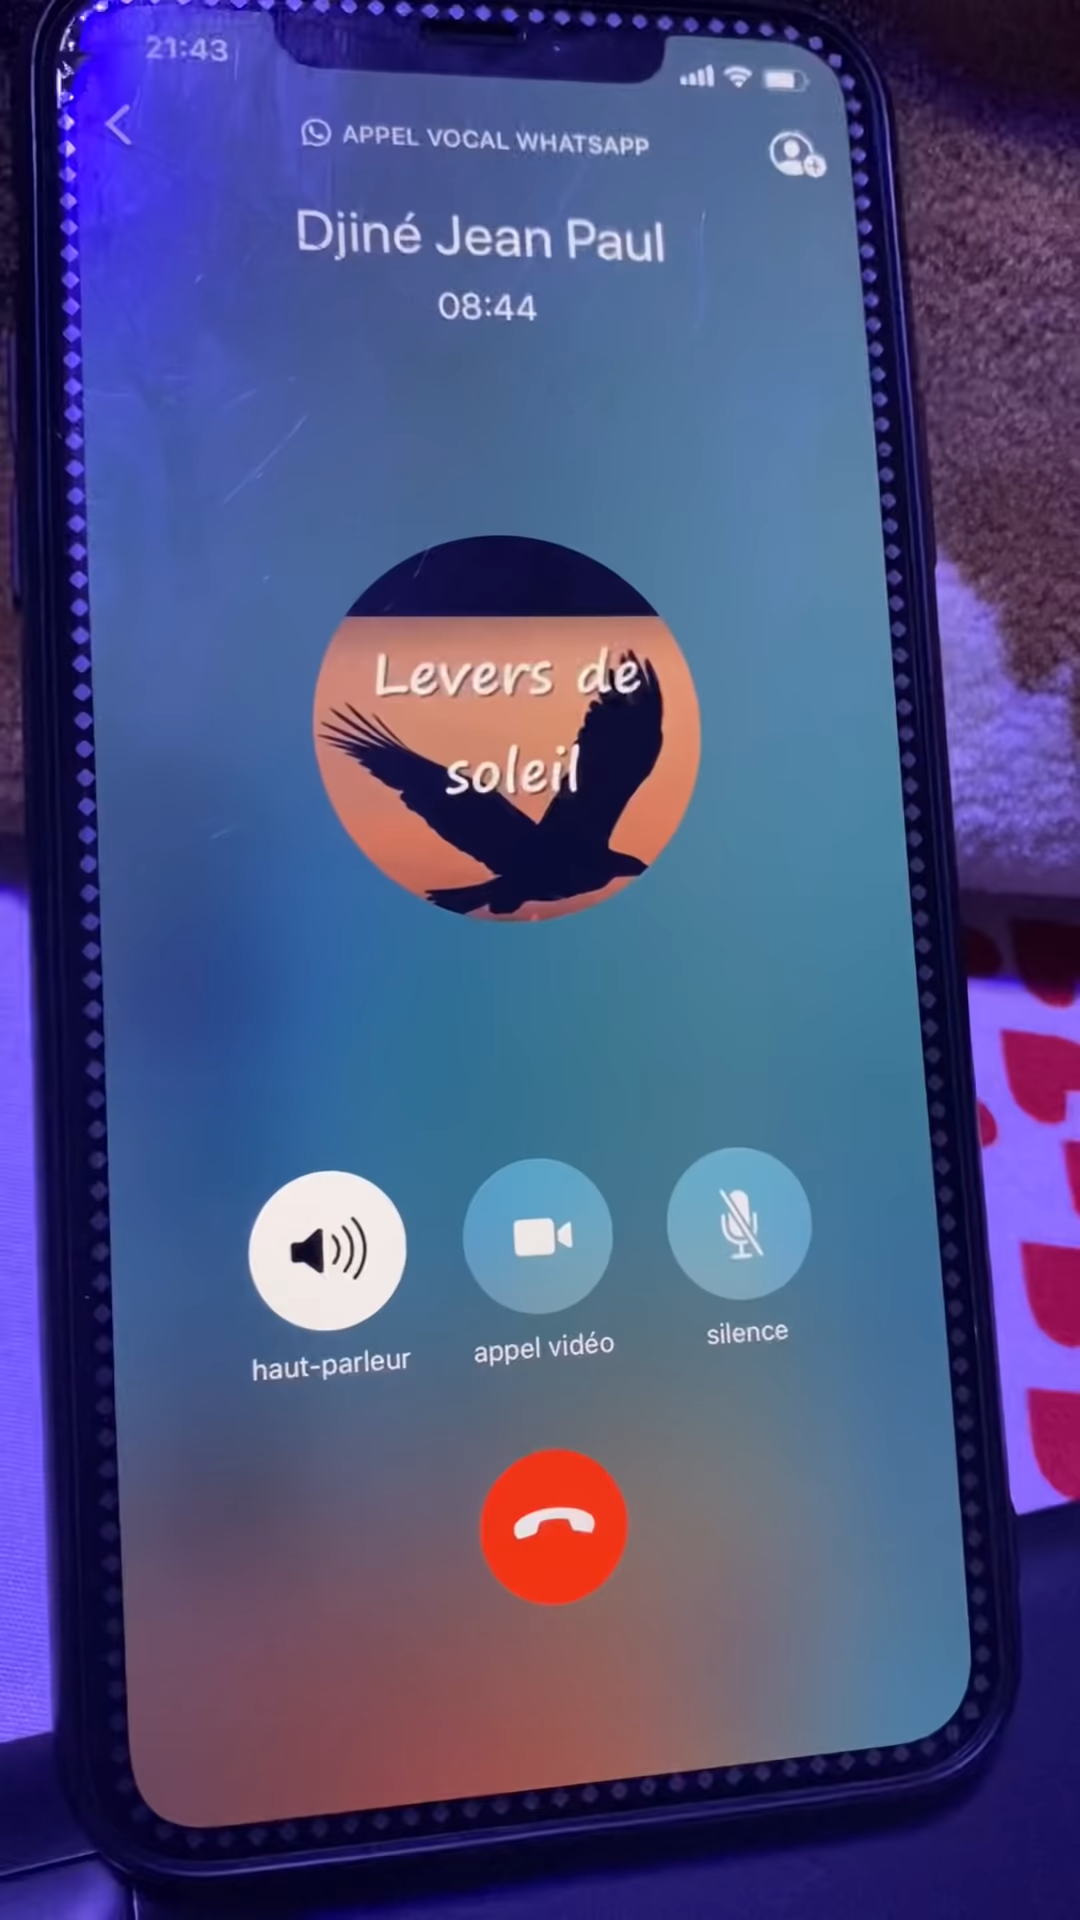 21:43
APPEL VOCAL WHATSAPP
Djiné Jean Paul
08:44
Levers de
soleil
haut-parleur
appel vidéo
silence